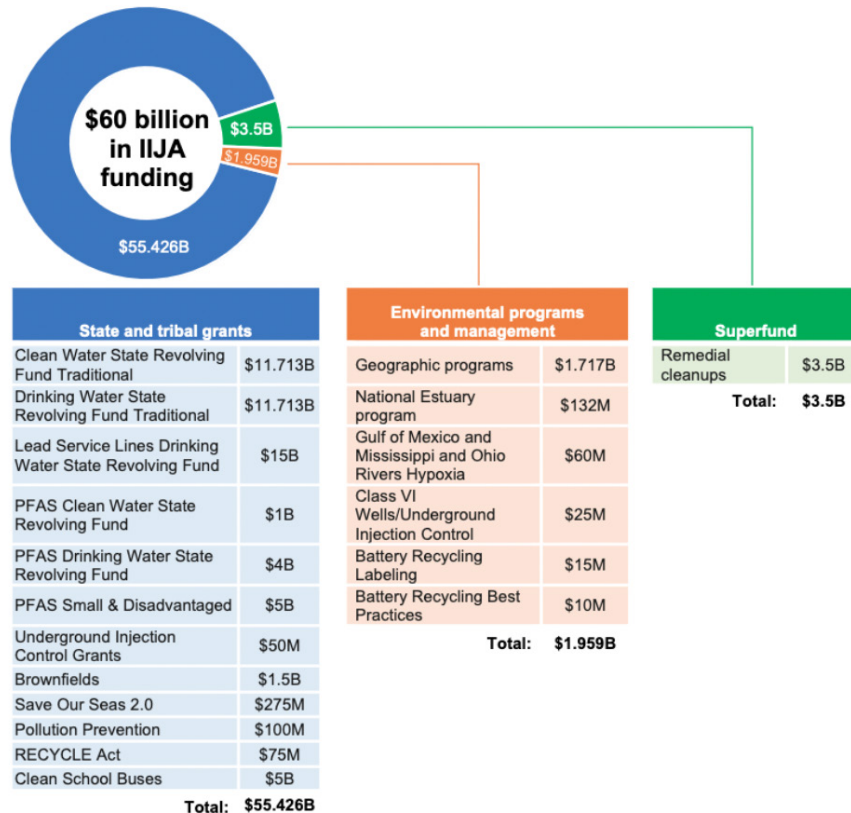 $60 billion
in IIJA
funding
$3.5B
$1.959B
$55.426B
State and tribal grants
Clean Water State Revolving
Fund Traditional
$11.713B
Drinking Water State
Revolving Fund Traditional
$11.713B
Lead Service Lines Drinking
Water State Revolving Fund
$15B
PFAS Clean Water State
Revolving Fund
$1B
PFAS Drinking Water State
Revolving Fund
$4B
PFAS Small & Disadvantaged
$5B
Underground Injection
Control Grants
$50M
Brownfields
$1.5B
Save Our Seas 2.0
$275M
Pollution Prevention
$100M
RECYCLE Act
$75M
Clean School Buses
$5B
Total: $55.426B
Environmental programs
and management
Geographic programs
$1.717B
National Estuary
program
$132M
Gulf of Mexico and
Mississippi and Ohio
Rivers Hypoxia
$60M
Class VI
Wells/Underground
Injection Control
$25M
Battery Recycling
Labeling
$15M
Battery Recycling Best
Practices
$10M
Total: $1.959B
Superfund
Remedial
cleanups
$3.5B
Total: $3.5B